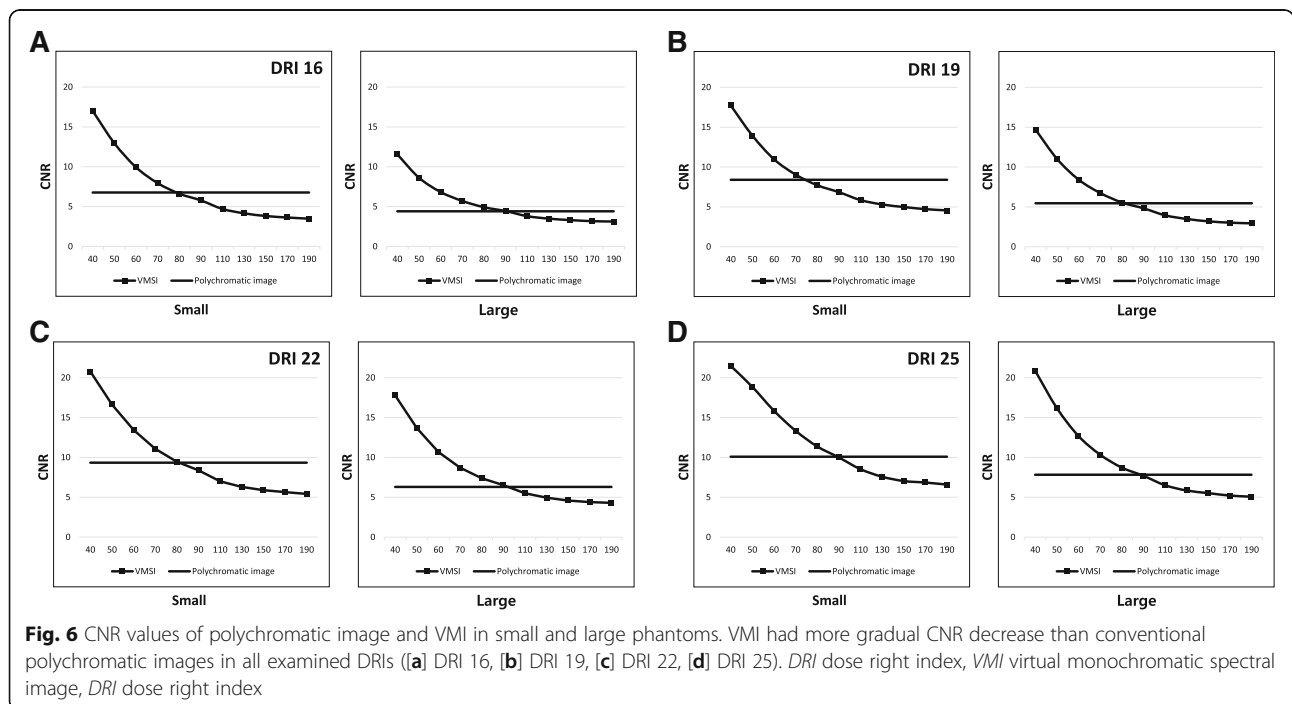 A
DRI 16
20
15
CNR
10
5
0
40 50 60 70 80 90 110 130 150 170 190
VMSI Polychromatic image
Small
20
15
CNR
10
5
0
40 50 60 70 80 90 110 130 150 170 190
VMSI Polychromatic image
Large
B
DRI 19
20
15
CNR
10
5
0
40 50 60 70 80 90 110 130 150 170 190
VMSI Polychromatic image
Small
20
15
CNR
10
5
0
40 50 60 70 80 90 110 130 150 170 190
VMSI Polychromatic image
Large
C
DRI 22
20
15
CNR
10
5
0
40 50 60 70 80 90 110 130 150 170 190
VMSI Polychromatic image
Small
20
15
CNR
10
5
0
40 50 60 70 80 90 110 130 150 170 190
VMSI Polychromatic image
Large
D
DRI 25
20
15
CNR
10
5
0
40 50 60 70 80 90 110 130 150 170 190
VMSI Polychromatic image
Small
20
15
CNR
10
5
0
40 50 60 70 80 90 110 130 150 170 190
VMSI Polychromatic image
Large
Fig. 6 CNR values of polychromatic image and VMI in small and large phantoms. VMI had more gradual CNR decrease than conventional
polychromatic images in all examined DRIs ([a] DRI 16, [b] DRI 19, [c] DRI 22, [d] DRI 25). DRI dose right index, VMI virtual monochromatic spectral
image, DRI dose right index